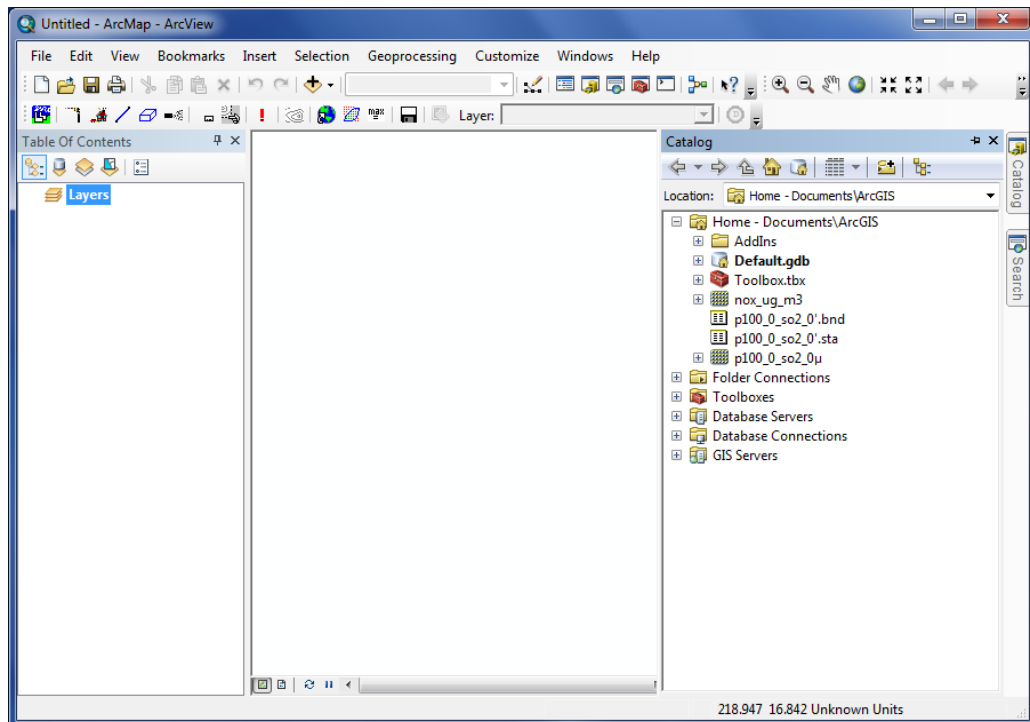 Untitled - ArcMap - ArcView
File Edit View Bookmarks Insert Selection Geoprocessing Customize Windows Help
Layer:
Table Of Contents
Layers
Catalog
Location: Home - Documents\ArcGIS
Home - Documents\ArcGIS
AddIns
Default.gdb
Toolbox.tbx
nox_ug_m3
p100_0_so2_0'.bnd
p100_0_so2_0'.sta
p100_0_so2_0µ
Folder Connections
Toolboxes
Database Servers
Database Connections
GIS Servers
Catalog
Search
218.947 16.842 Unknown Units